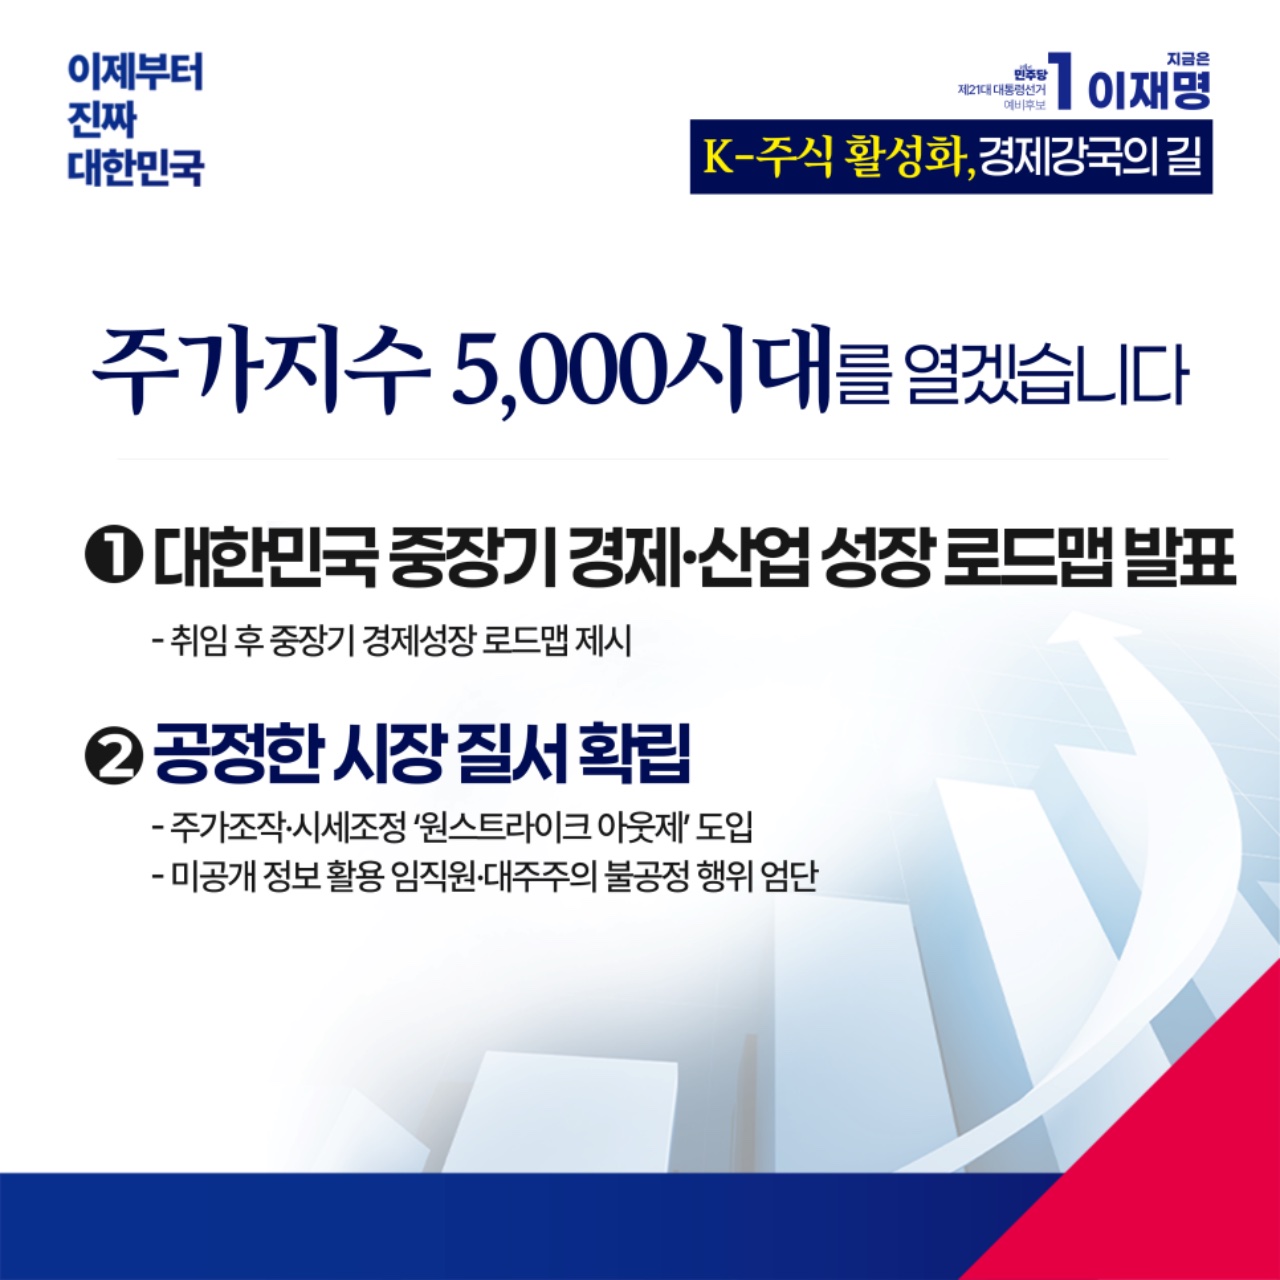 이제부터
진짜
대한민국
지금은
민주당
제21대 대통령선거
예비후보
1 이재명
K-주식 활성화, 경제강국의 길
주가지수 5,000시대를 열겠습니다
❶ 대한민국 중장기 경제·산업 성장 로드맵 발표
- 취임 후 중장기 경제성장 로드맵 제시
❷ 공정한 시장 질서 확립
- 주가조작·시세조정 ‘원스트라이크 아웃제’ 도입
- 미공개 정보 활용 임직원·대주주의 불공정 행위 엄단